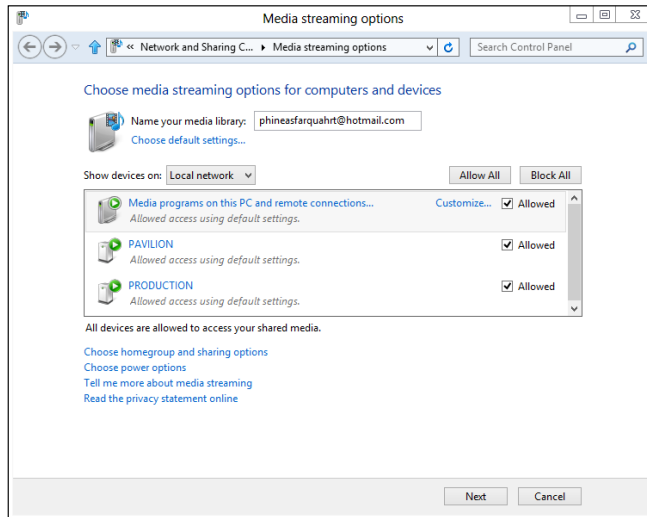 Media streaming options
« Network and Sharing C... ▸ Media streaming options
Search Control Panel
Choose media streaming options for computers and devices
Name your media library: phineasfarquahrt@hotmail.com
Choose default settings...
Show devices on: Local network Allow All Block All
Media programs on this PC and remote connections... Customize... Allowed
Allowed access using default settings.
PAVILION Allowed
Allowed access using default settings.
PRODUCTION Allowed
Allowed access using default settings.
All devices are allowed to access your shared media.
Choose homegroup and sharing options
Choose power options
Tell me more about media streaming
Read the privacy statement online
Next Cancel